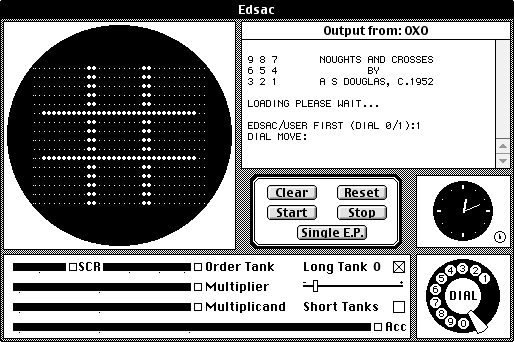 Edsac
Output from: OXO
9 8 7 NOUGHTS AND CROSSES
6 5 4 BY
3 2 1 A S DOUGLAS, C.1952
LOADING PLEASE WAIT...
EDSAC/USER FIRST (DIAL 0/1):1
DIAL MOVE:
Clear Reset
Start Stop
Single E.P.
SCR Order Tank Long Tank 0
Multiplier - +
Multiplicand Short Tanks
Acc
5 4 3 2 1
6 7 8 9 0
DIAL